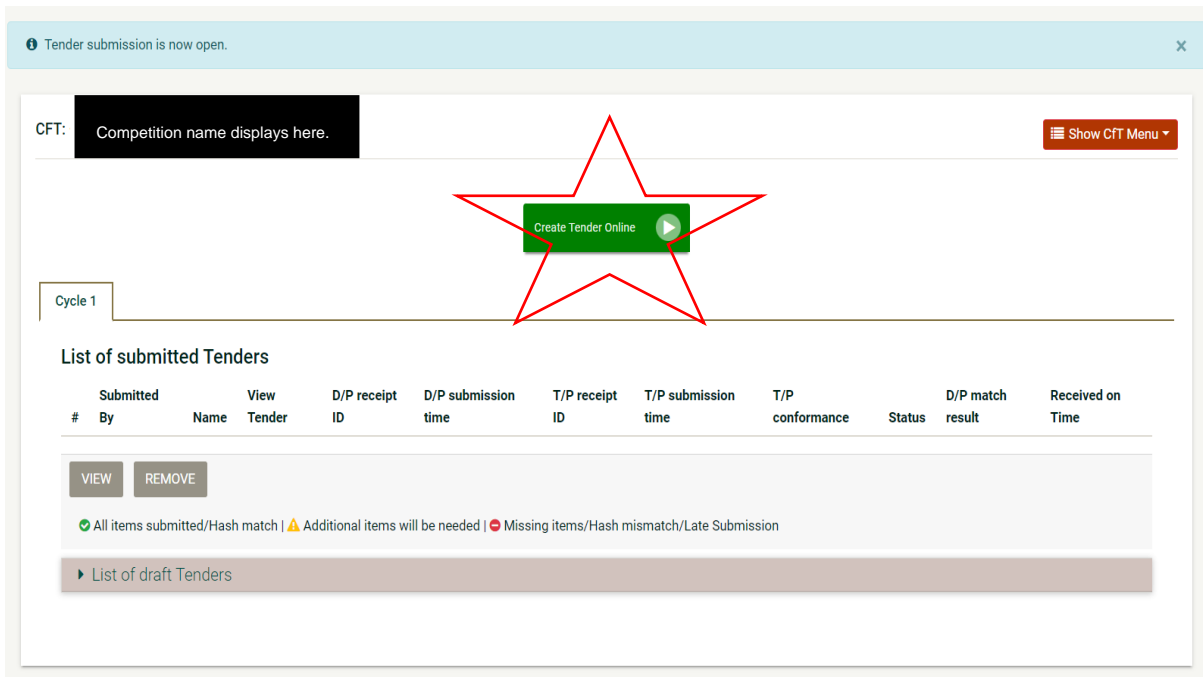 Tender submission is now open.
CFT: Competition name displays here.
Show CfT Menu
Create Tender Online
Cycle 1
List of submitted Tenders
# Submitted By Name View Tender D/P receipt ID D/P submission time T/P receipt ID T/P submission time T/P conformance Status D/P match result Received on Time
VIEW REMOVE
All items submitted/Hash match | Additional items will be needed | Missing items/Hash mismatch/Late Submission
List of draft Tenders